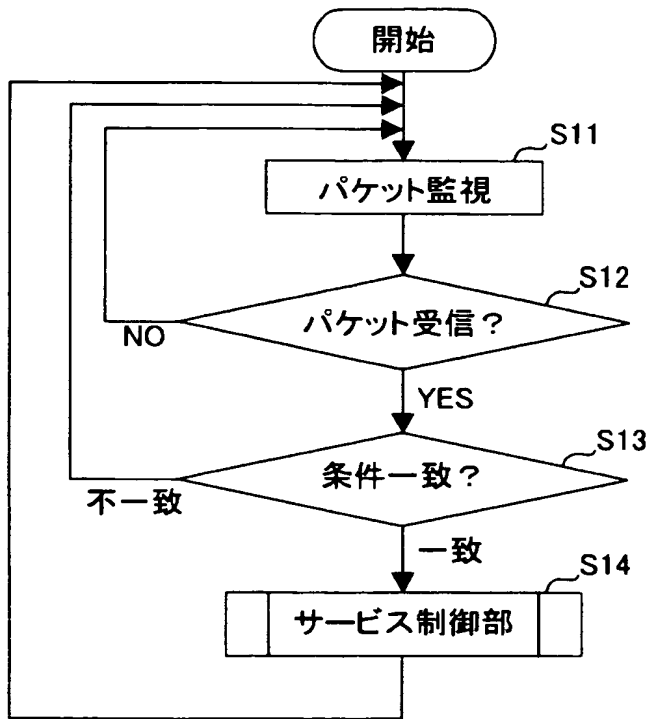 開始
S11
パケット監視
S12
パケット受信?
NO
YES
S13
条件一致?
不一致
一致
S14
サービス制御部